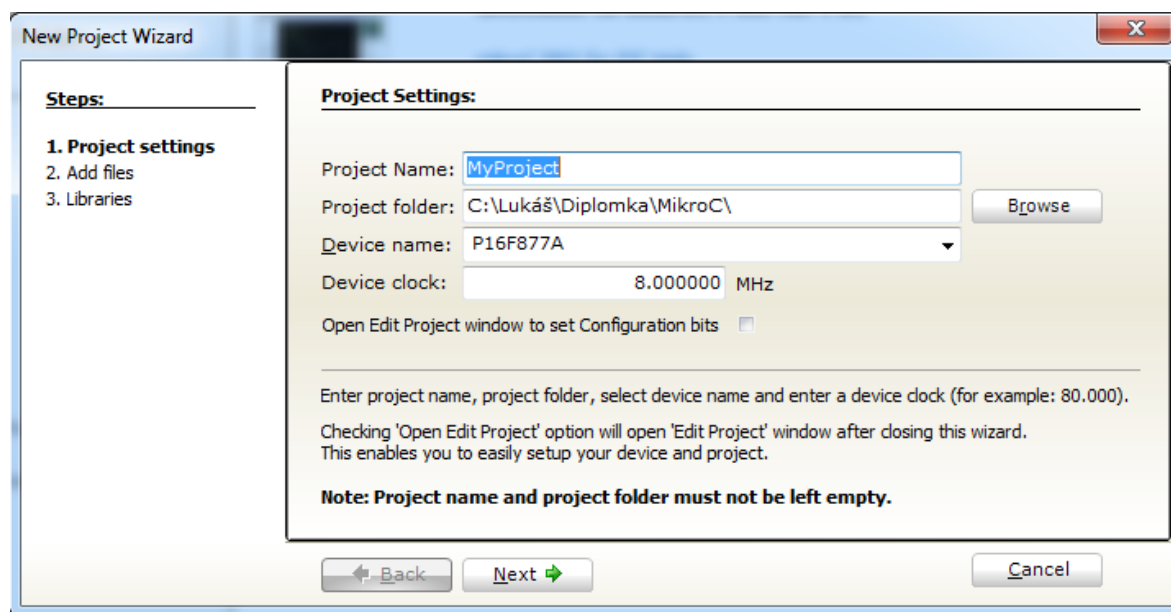 New Project Wizard
Steps:
1. Project settings
2. Add files
3. Libraries
Project Settings:
Project Name: MyProject
Project folder: C:\Lukáš\Diplomka\MikroC\ Browse
Device name: P16F877A
Device clock: 8.000000 MHz
Open Edit Project window to set Configuration bits
Enter project name, project folder, select device name and enter a device clock (for example: 80.000).
Checking 'Open Edit Project' option will open 'Edit Project' window after closing this wizard.
This enables you to easily setup your device and project.
Note: Project name and project folder must not be left empty.
Back Next Cancel